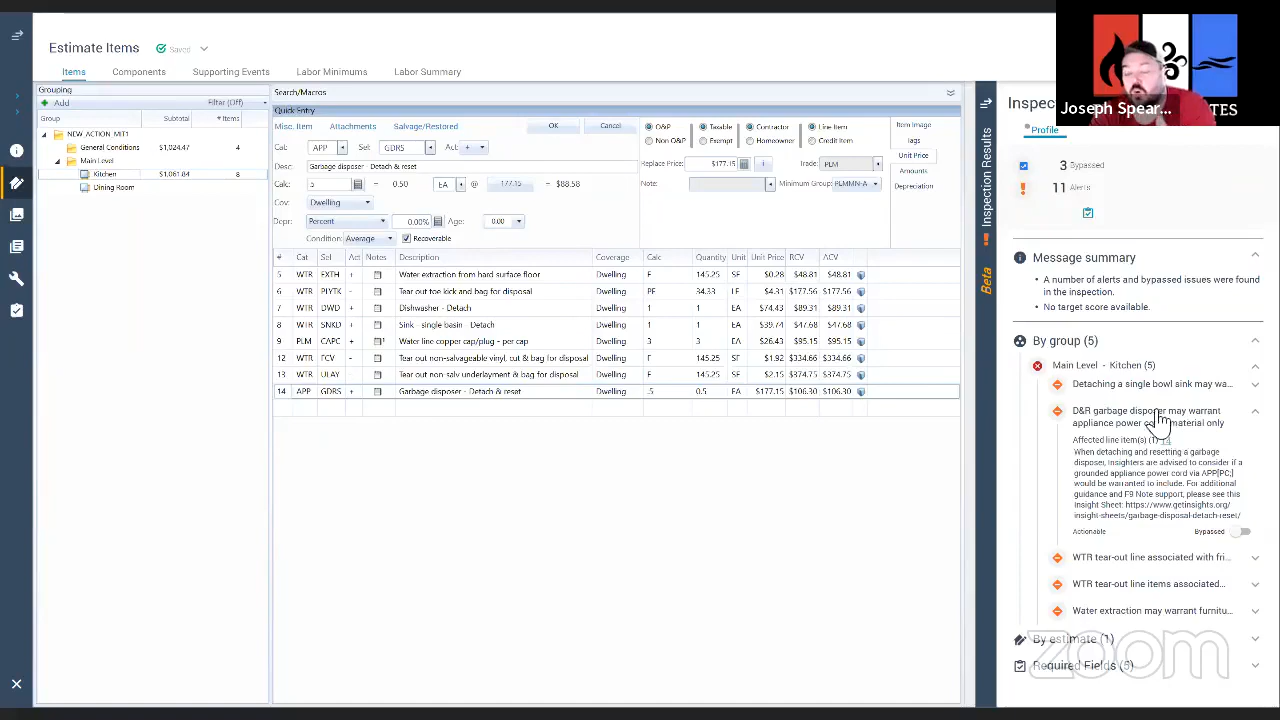 Estimate Items Saved
Items Components Supporting Events Labor Minimums Labor Summary
Grouping
Add Filter (Off)
Group Subtotal # Items
NEW_ACTION_MIT1
General Conditions $1,024.47 4
Main Level
Kitchen $1,061.84 8
Dining Room
Search/Macros
Quick Entry
Misc. Item Attachments Salvage/Restored OK Cancel
Cat: APP GDRS Act: +
Desc: Garbage disposer - Detach & reset
Calc: .5 = 0.50 EA @ 177.15 = $88.58
Cov: Dwelling
Depr: Percent 0.00% Age: 0.00
Condition: Average Recoverable
O&P Taxable Contractor Line Item
Non O&P Exempt Homeowner Credit Item
Replace Price: $177.15 i Trade: PLM
Note: Minimum Group: PLMMN-A
Item Image
Tags
Unit Price
Amounts
Depreciation
# Cat Sel Act Notes Description Coverage Calc Quantity Unit Unit Price RCV ACV
5 WTR EXTH + Water extraction from hard surface floor Dwelling F 145.25 SF $0.28 $48.81 $48.81
6 WTR PLYTK - Tear out toe kick and bag for disposal Dwelling PF 34.33 LF $4.31 $177.56 $177.56
7 WTR DWD + Dishwasher - Detach Dwelling 1 1 EA $74.43 $89.31 $89.31
8 WTR SNKD + Sink - single basin - Detach Dwelling 1 1 EA $39.74 $47.68 $47.68
9 PLM CAPC + Water line copper cap/plug - per cap Dwelling 3 3 EA $26.43 $95.15 $95.15
12 WTR FCV - Tear out non-salvageable vinyl, cut & bag for disposal Dwelling F 145.25 SF $1.92 $334.66 $334.66
13 WTR ULAY - Tear out non-salv underlayment & bag for disposal Dwelling F 145.25 SF $2.15 $374.75 $374.75
14 APP GDRS + Garbage disposer - Detach & reset Dwelling .5 0.5 EA $177.15 $106.30 $106.30
Inspection Results
Beta
Joseph Spear...
TES
Profile
3 Bypassed
11 Alerts
Message summary
A number of alerts and bypassed issues were found
in the inspection.
No target score available.
By group (5)
Main Level - Kitchen (5)
Detaching a single bowl sink may wa...
D&R garbage disposer may warrant
appliance power material only
Affected line item(s) (1) 14
When detaching and resetting a garbage
disposer, Insighters are advised to consider if a
grounded appliance power cord via APP[PC;]
would be warranted to include. For additional
guidance and F9 Note support, please see this
Insight Sheet: https://www.getinsights.org/
insight-sheets/garbage-disposal-detach-reset/
Actionable Bypassed
WTR tear-out line associated with fri...
WTR tear-out line items associated...
Water extraction may warrant furnitu...
By estimate (1)
Required Fields (5)
zoom